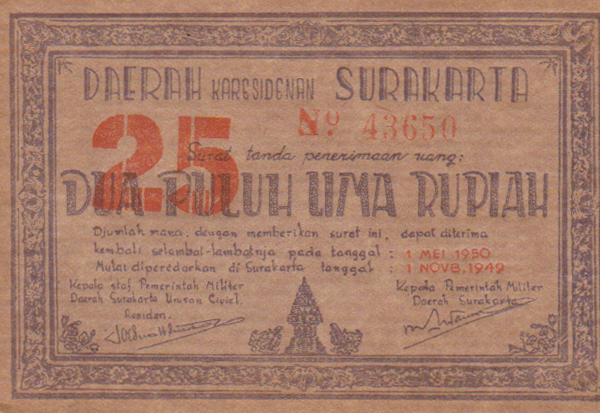 DAERAH KARESIDENAN SURAKARTA
25
No 43650
Surat tanda penerimaan uang:
DUA PULUH LIMA RUPIAH
Djumlah mana, dengan memberikan surat ini, dapat diterima
kembali selambat-lambatnja pada tanggal : 1 MEI 1950
Mulai diperedarkan di Surakarta tanggal : 1 NOVB. 1949
Kepala staf Pemerintah Militer
Daerah Surakarta Urusan Civiel.
Residen.
Kepala Pemerintah Militer
Daerah Surakarta